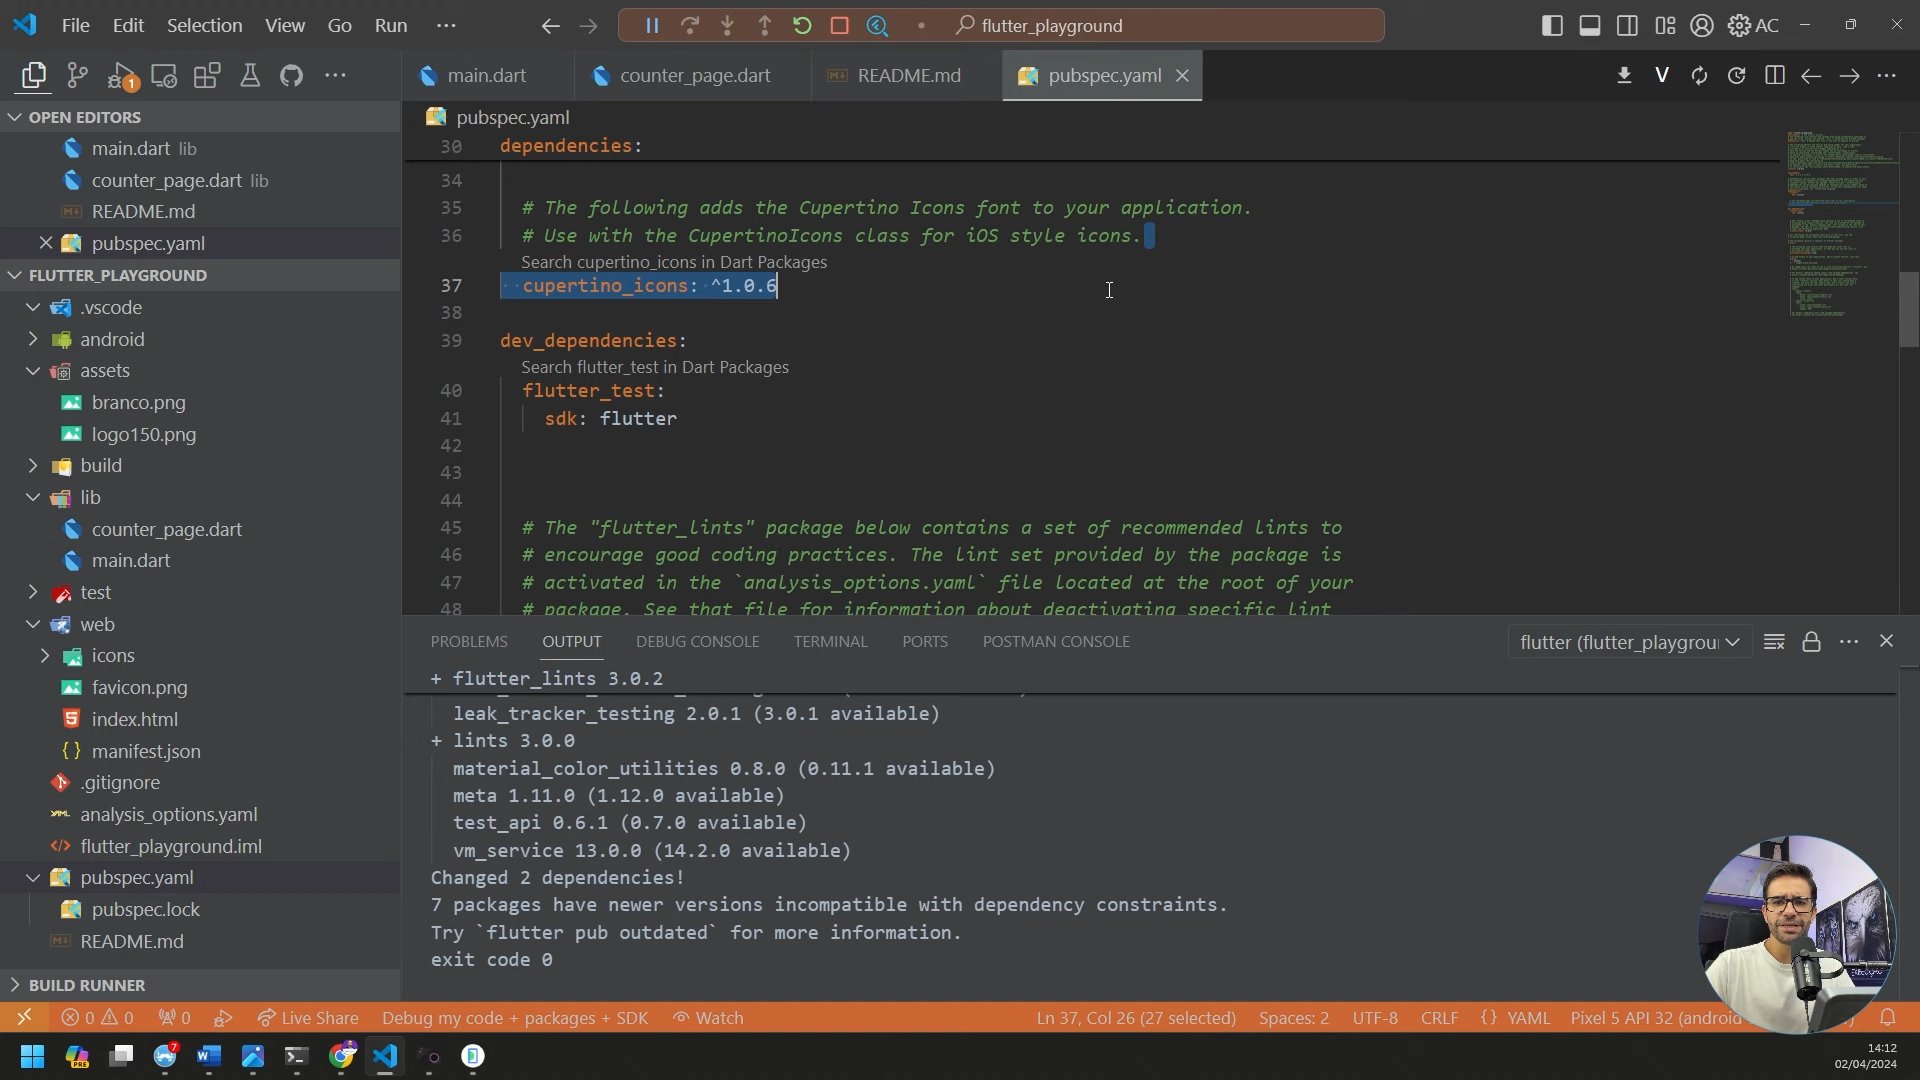 File Edit Selection View Go Run ···
flutter_playground
AC
1
main.dart
counter_page.dart
README.md
pubspec.yaml
V
OPEN EDITORS
main.dart lib
counter_page.dart lib
README.md
pubspec.yaml
FLUTTER_PLAYGROUND
.vscode
android
assets
branco.png
logo150.png
build
lib
counter_page.dart
main.dart
test
web
icons
favicon.png
index.html
manifest.json
.gitignore
analysis_options.yaml
flutter_playground.iml
pubspec.yaml
pubspec.lock
README.md
BUILD RUNNER
pubspec.yaml
30 dependencies:
34
35 # The following adds the Cupertino Icons font to your application.
36 # Use with the CupertinoIcons class for iOS style icons.
Search cupertino_icons in Dart Packages
37 cupertino_icons: ^1.0.6
38
39 dev_dependencies:
Search flutter_test in Dart Packages
40 flutter_test:
41 sdk: flutter
42
43
44
45 # The "flutter_lints" package below contains a set of recommended lints to
46 # encourage good coding practices. The lint set provided by the package is
47 # activated in the `analysis_options.yaml` file located at the root of your
48 # package. See that file for information about deactivating specific lint
PROBLEMS OUTPUT DEBUG CONSOLE TERMINAL PORTS POSTMAN CONSOLE
flutter (flutter_playgrour
+ flutter_lints 3.0.2
leak_tracker_testing 2.0.1 (3.0.1 available)
+ lints 3.0.0
material_color_utilities 0.8.0 (0.11.1 available)
meta 1.11.0 (1.12.0 available)
test_api 0.6.1 (0.7.0 available)
vm_service 13.0.0 (14.2.0 available)
Changed 2 dependencies!
7 packages have newer versions incompatible with dependency constraints.
Try `flutter pub outdated` for more information.
exit code 0
0 0 0 Live Share Debug my code + packages + SDK Watch
Ln 37, Col 26 (27 selected) Spaces: 2 UTF-8 CRLF {} YAML Pixel 5 API 32 (android
PRE
7
14:12
02/04/2024